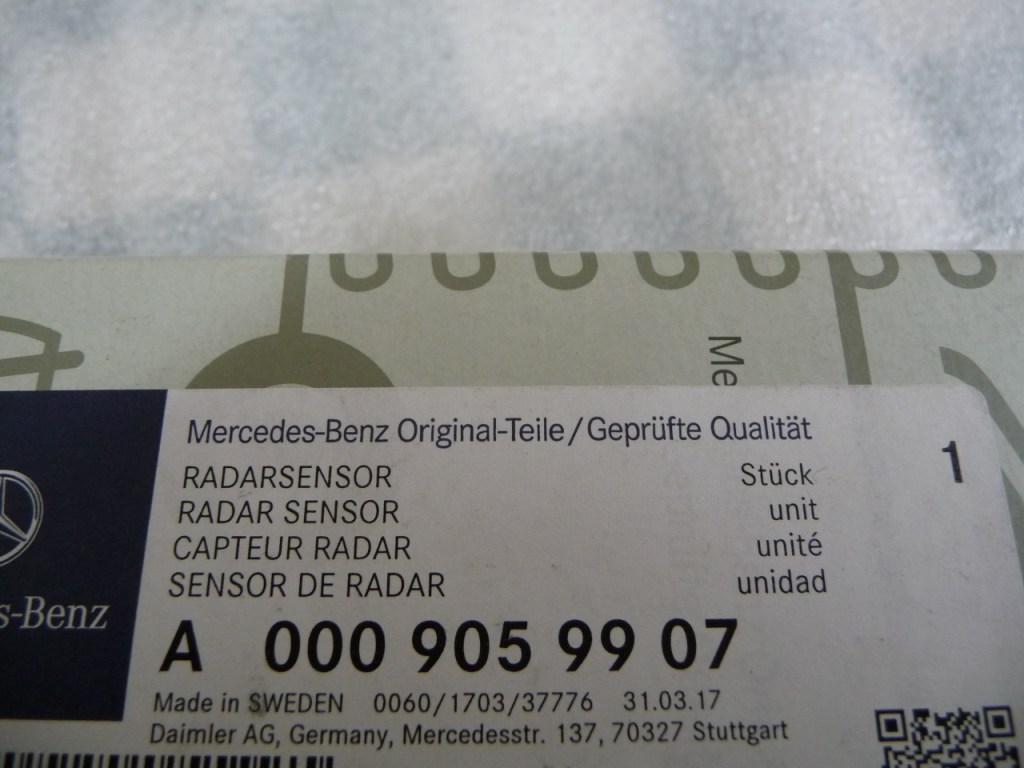 Me
Mercedes-Benz Original-Teile/Geprüfte Qualität
RADARSENSOR Stück 1
RADAR SENSOR unit
CAPTEUR RADAR unité
SENSOR DE RADAR unidad
s-Benz
A 000 905 99 07
Made in SWEDEN 0060/1703/37776 31.03.17
Daimler AG, Germany, Mercedesstr. 137, 70327 Stuttgart